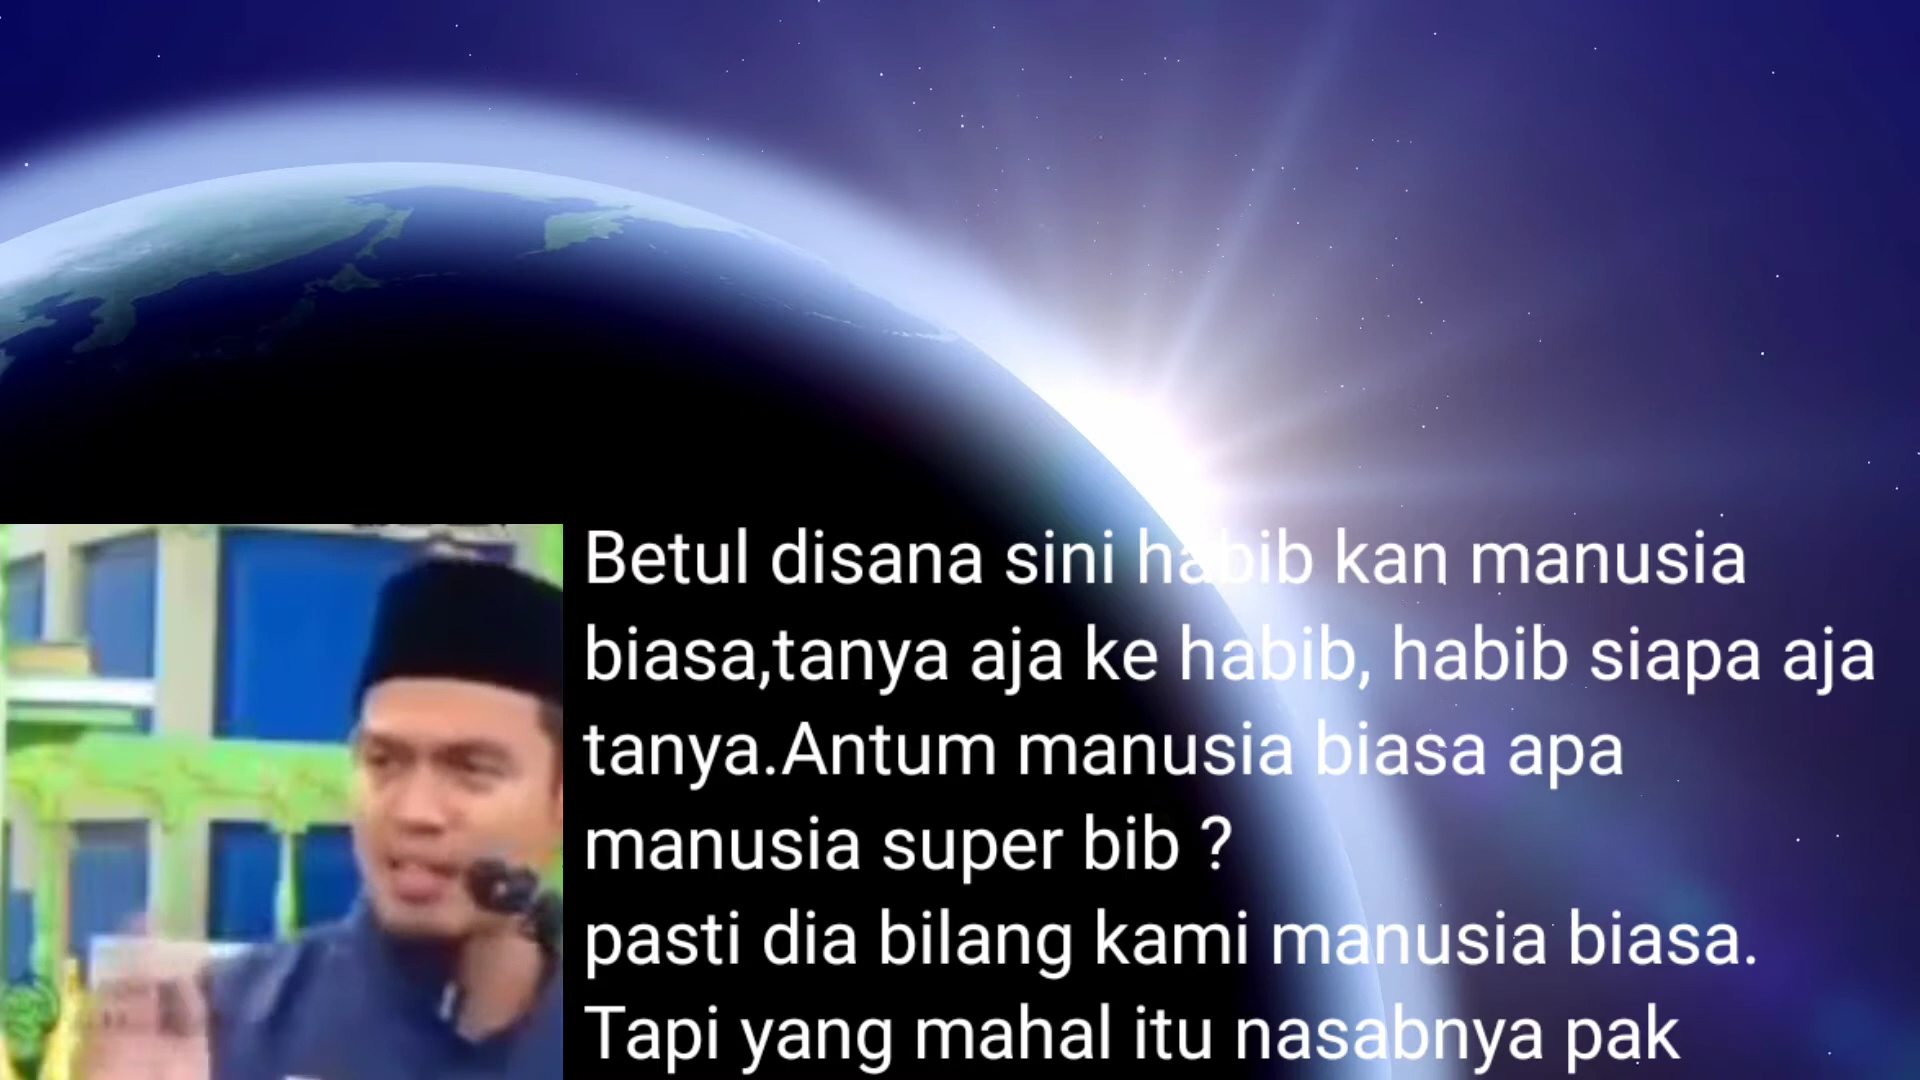 Betul disana sini habib kan manusia
biasa,tanya aja ke habib, habib siapa aja
tanya.Antum manusia biasa apa
manusia super bib ?
pasti dia bilang kami manusia biasa.
Tapi yang mahal itu nasabnya pak